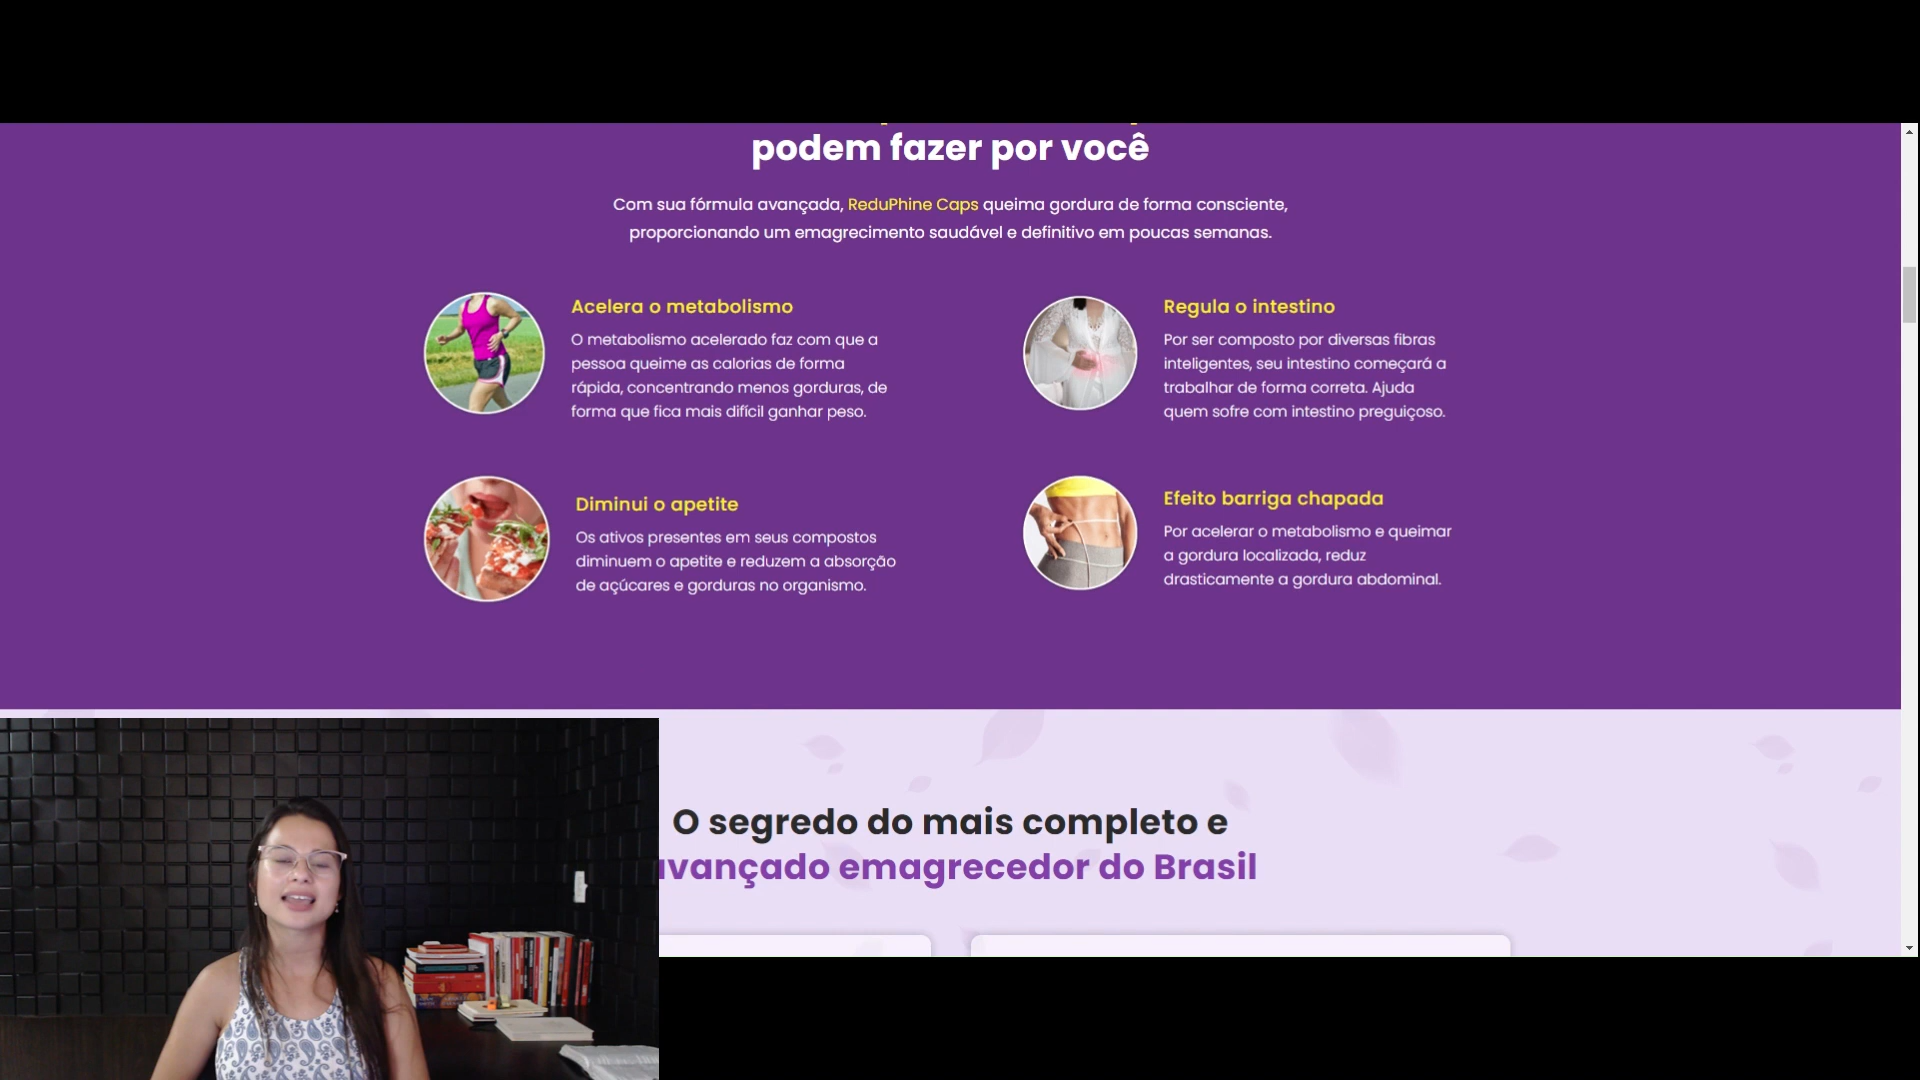 podem fazer por você
Com sua fórmula avançada, ReduPhine Caps queima gordura de forma consciente,
proporcionando um emagrecimento saudável e definitivo em poucas semanas.
Acelera o metabolismo
O metabolismo acelerado faz com que a
pessoa queime as calorias de forma
rápida, concentrando menos gorduras, de
forma que fica mais difícil ganhar peso.
Regula o intestino
Por ser composto por diversas fibras
inteligentes, seu intestino começará a
trabalhar de forma correta. Ajuda
quem sofre com intestino preguiçoso.
Diminui o apetite
Os ativos presentes em seus compostos
diminuem o apetite e reduzem a absorção
de açúcares e gorduras no organismo.
Efeito barriga chapada
Por acelerar o metabolismo e queimar
a gordura localizada, reduz
drasticamente a gordura abdominal.
O segredo do mais completo e
avançado emagrecedor do Brasil